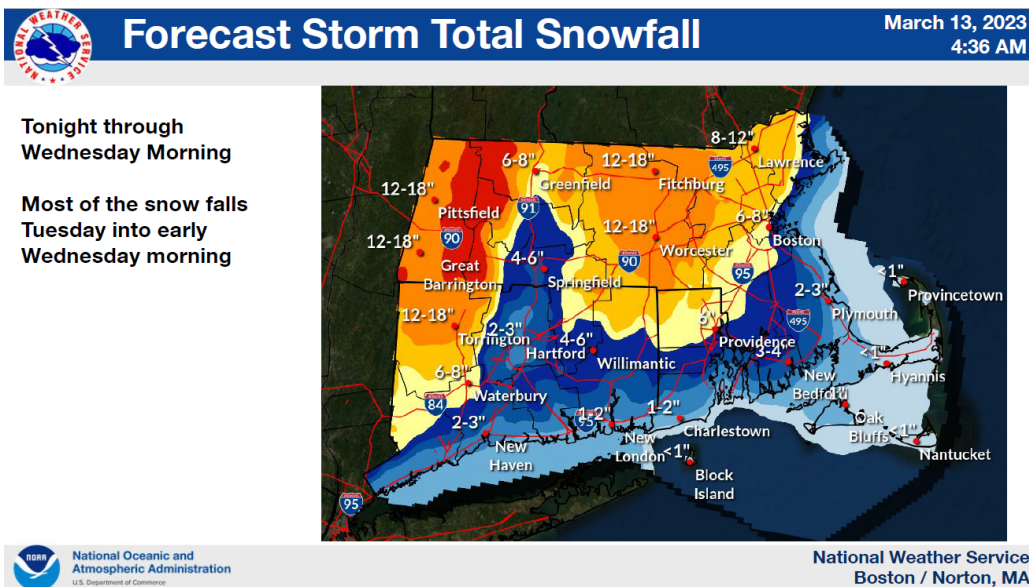 NATIONAL WEATHER SERVICE
Forecast Storm Total Snowfall
March 13, 2023
4:36 AM
Tonight through
Wednesday Morning
Most of the snow falls
Tuesday into early
Wednesday morning
8-12"
Lawrence
495
6-8"
Greenfield
12-18"
Fitchburg
12-18"
Pittsfield
91
90
12-18"
Great
Barrington
12-18"
Worcester
90
6-8"
Boston
95
4-6"
Springfield
<1"
Provincetown
2-3"
Plymouth
495
12-18"
Torrington
2-3"
Hartford
4-6"
Willimantic
6"
Providence
3-4"
New
Bedford
<1"
Hyannis
6-8"
Waterbury
84
2-3"
New
Haven
1-2"
95
New
London
1-2"
Charlestown
<1"
Block
Island
1"
Oak
Bluffs
<1"
Nantucket
95
NOAA
National Oceanic and
Atmospheric Administration
U.S. Department of Commerce
National Weather Service
Boston / Norton, MA